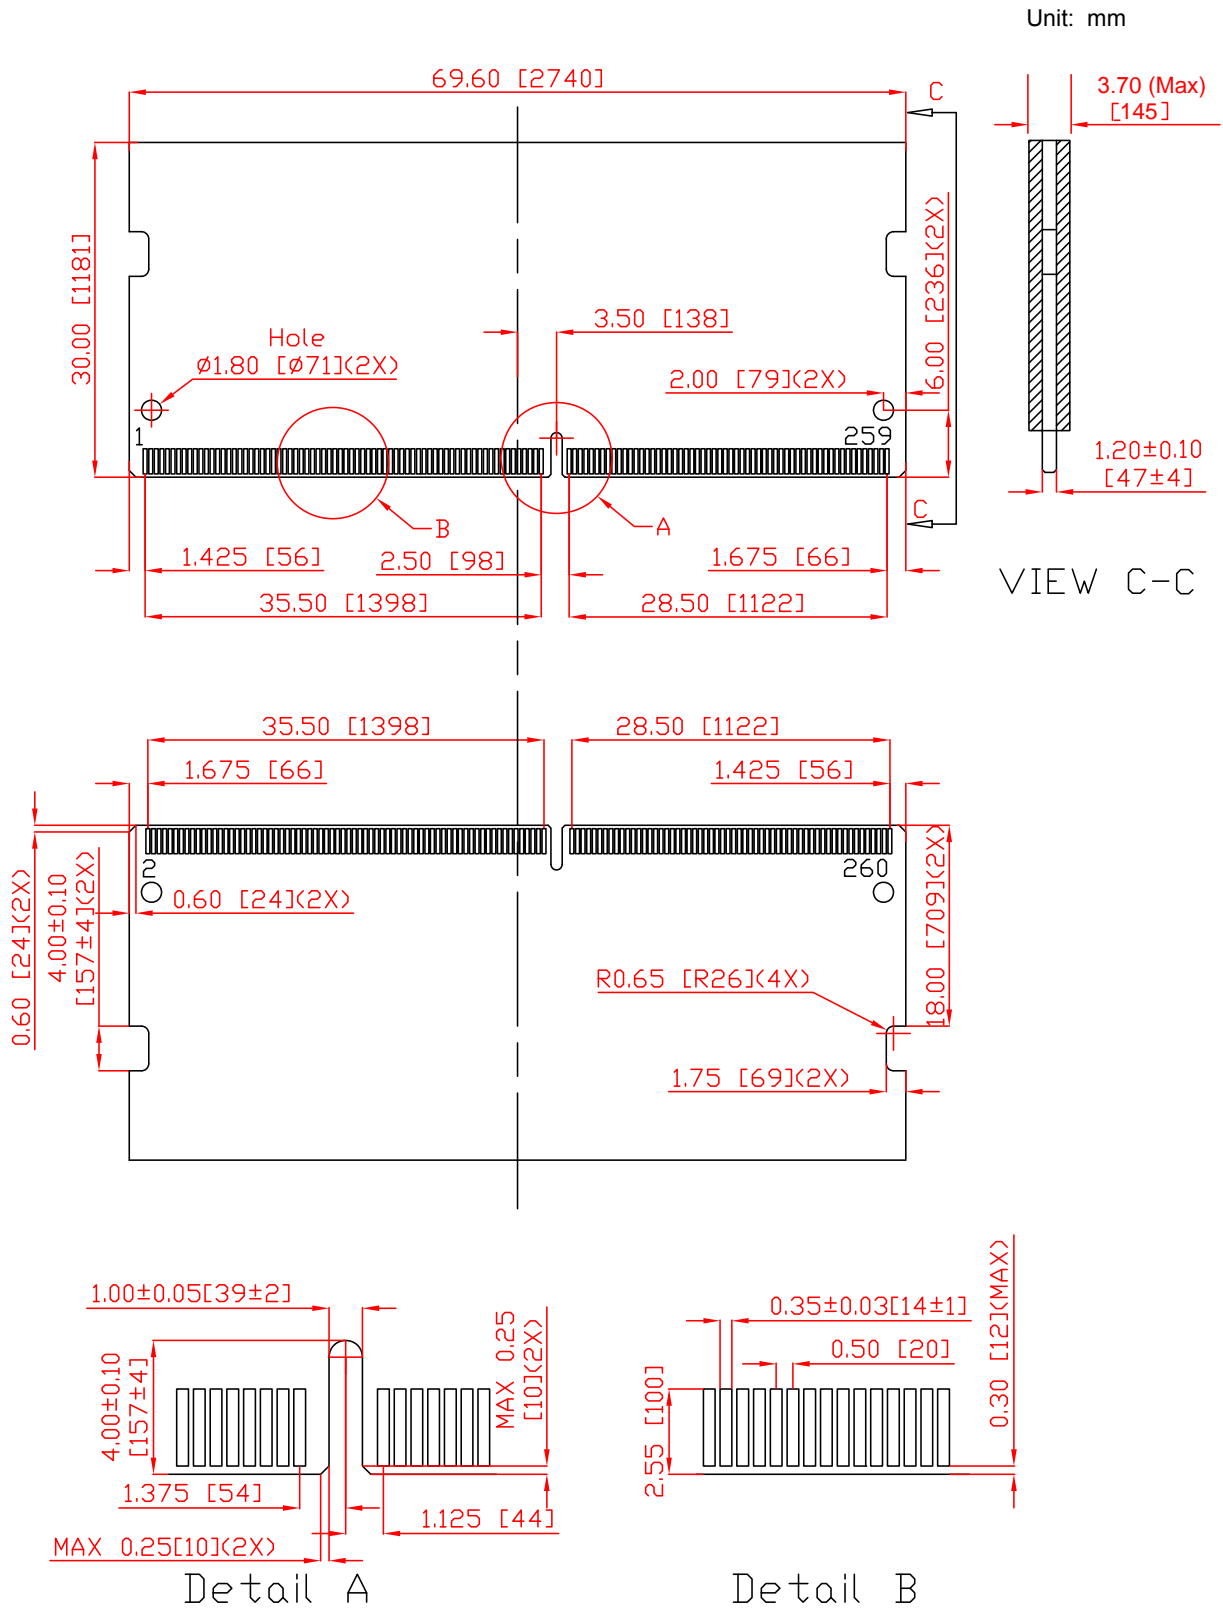 Unit: mm
69.60 [2740]
C
3.70 (Max)
[145]
30.00 [1181]
6.00 [236](2X)
3.50 [138]
Hole
Ø1.80 [Ø71](2X)
2.00 [79](2X)
1
259
1.20±0.10
[47±4]
B
A
C
1.425 [56]
2.50 [98]
1.675 [66]
35.50 [1398]
28.50 [1122]
VIEW C-C
35.50 [1398]
28.50 [1122]
1.675 [66]
1.425 [56]
2
260
0.60 [24](2X)
4.00±0.10
[157±4](2X)
0.60 [24](2X)
18.00 [709](2X)
R0.65 [R26](4X)
1.75 [69](2X)
1.00±0.05[39±2]
MAX 0.25
[10](2X)
4.00±0.10
[157±4]
1.375 [54]
1.125 [44]
MAX 0.25[10](2X)
Detail A
0.35±0.03[14±1]
0.50 [20]
0.30 [12](MAX)
2.55 [100]
Detail B